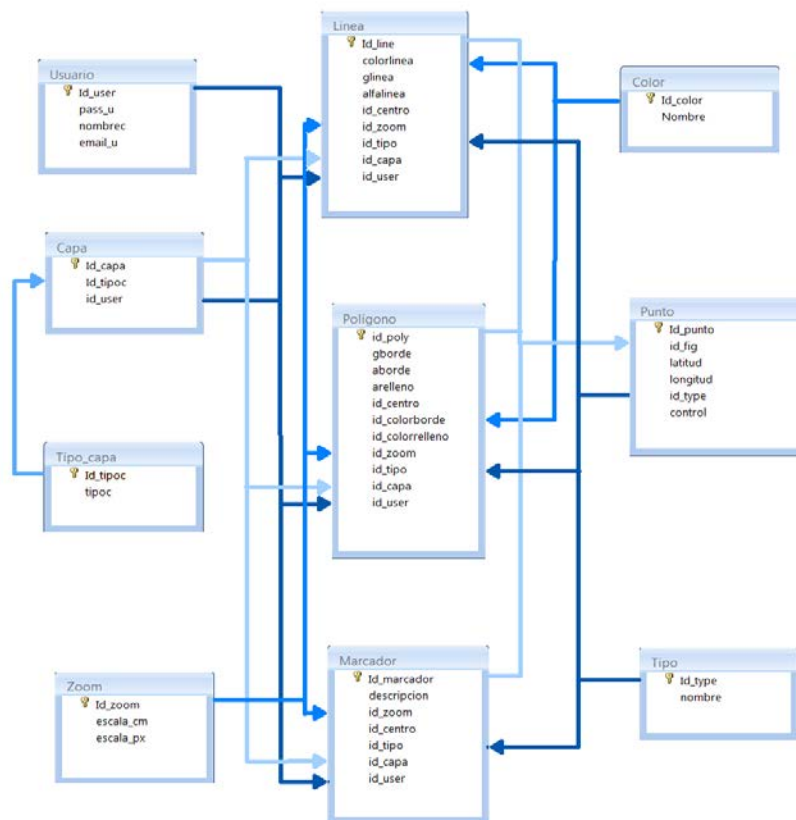 Linea
Id_line
colorlinea
glinea
alfalinea
id_centro
id_zoom
id_tipo
id_capa
id_user
Usuario
Id_user
pass_u
nombrec
email_u
Color
Id_color
Nombre
Capa
Id_capa
Id_tipoc
id_user
Polígono
id_poly
gborde
aborde
arelleno
id_centro
id_colorborde
id_colorrelleno
id_zoom
id_tipo
id_capa
id_user
Punto
Id_punto
id_fig
latitud
longitud
id_type
control
Tipo_capa
Id_tipoc
tipoc
Marcador
Id_marcador
descripcion
id_zoom
id_centro
id_tipo
id_capa
id_user
Zoom
Id_zoom
escala_cm
escala_px
Tipo
Id_type
nombre